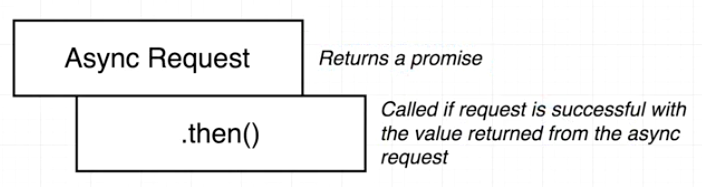 Async Request
Returns a promise
.then()
Called if request is successful with
the value returned from the async
request